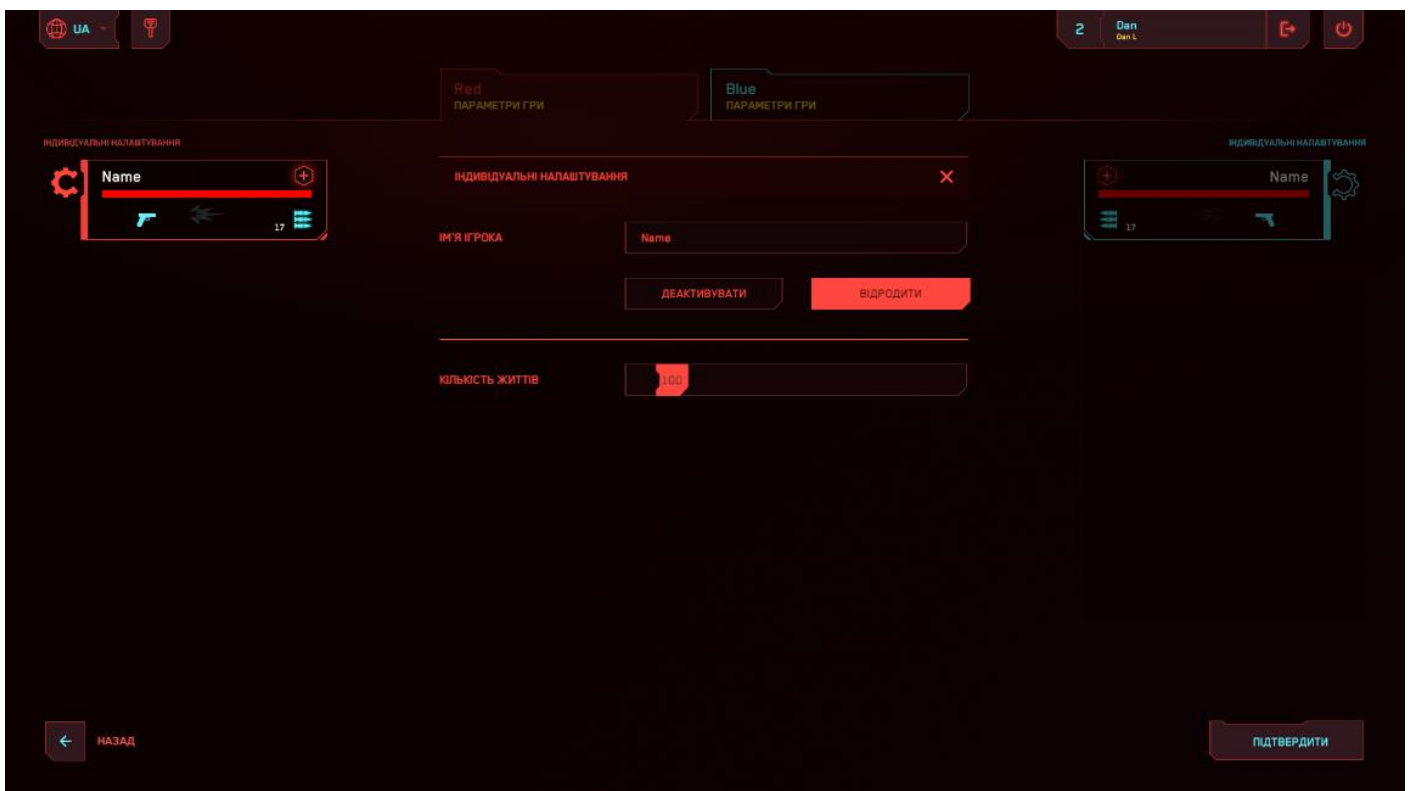 UA
2
Dan
Dan L
Red
ПАРАМЕТРИ ГРИ
Blue
ПАРАМЕТРИ ГРИ
ІНДИВІДУАЛЬНІ НАЛАШТУВАННЯ
Name
17
ІНДИВІДУАЛЬНІ НАЛАШТУВАННЯ
ІМ'Я ІГРОКА
Name
ДЕАКТИВУВАТИ
ВІДРОДИТИ
КІЛЬКІСТЬ ЖИТТІВ
100
ІНДИВІДУАЛЬНІ НАЛАШТУВАННЯ
Name
17
НАЗАД
ПІДТВЕРДИТИ